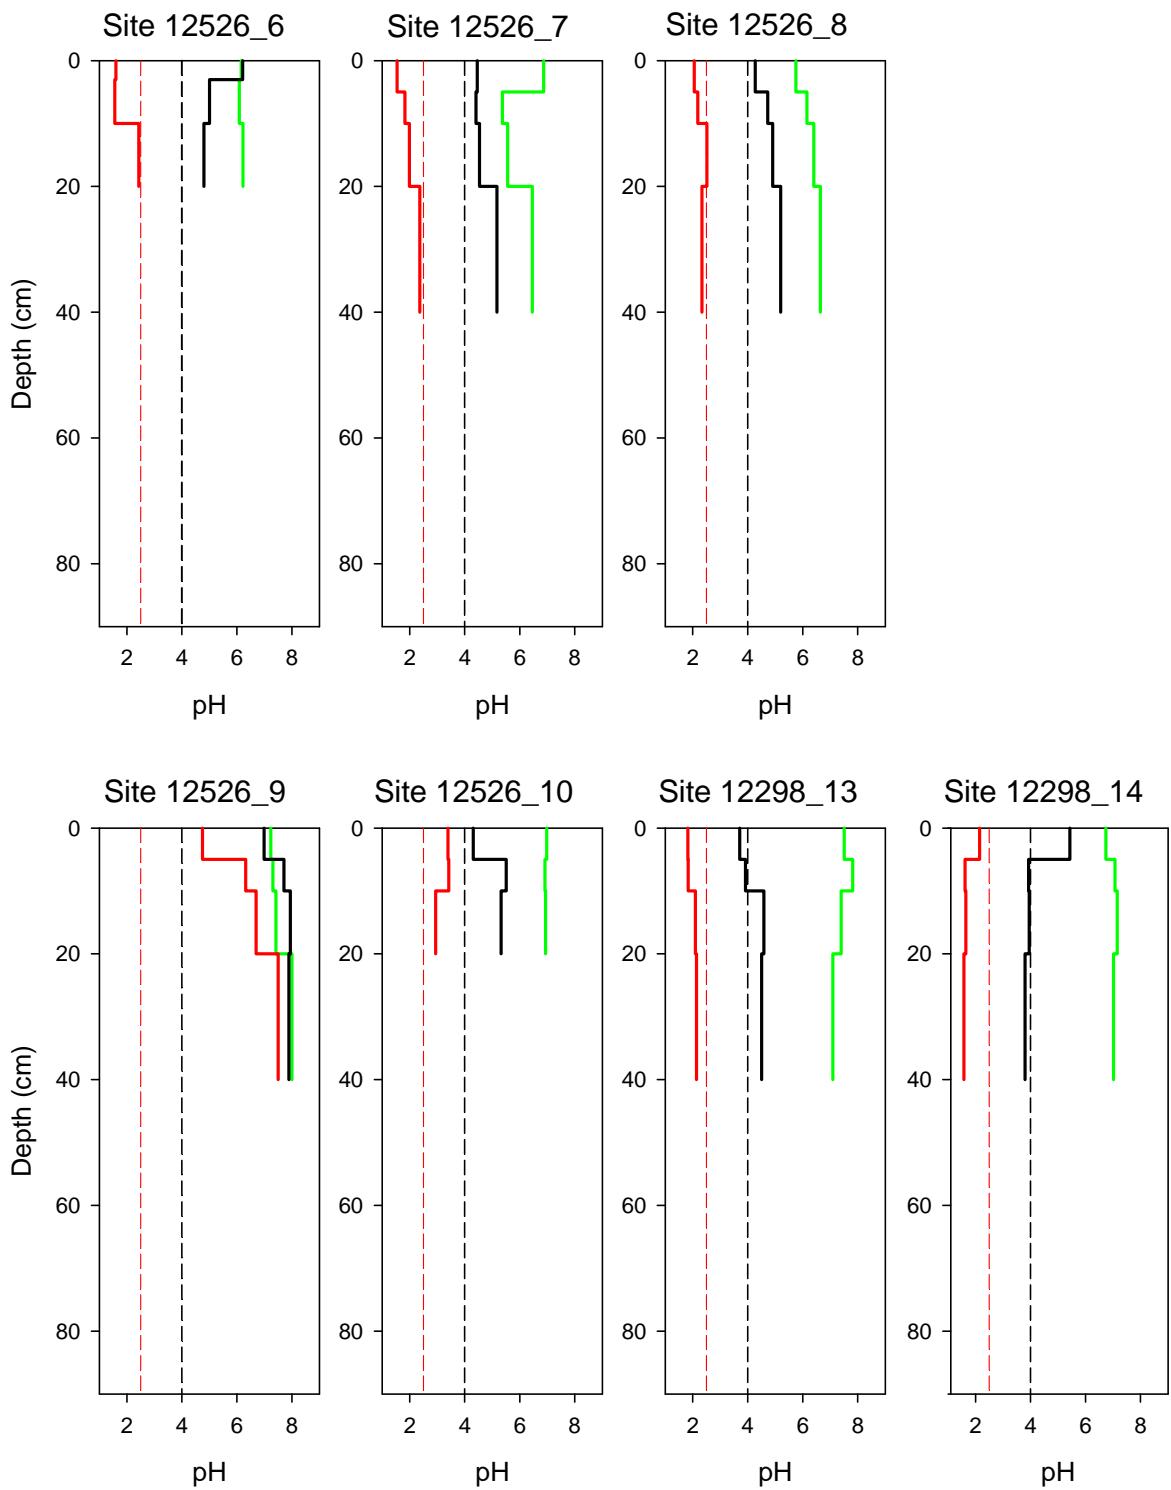 Site 12526_6 Site 12526_7 Site 12526_8
0 0 0
20 20 20
40 40 40
60 60 60
80 80 80
Depth (cm)
2 4 6 8 2 4 6 8 2 4 6 8
pH pH pH
Site 12526_9 Site 12526_10 Site 12298_13 Site 12298_14
0 0 0 0
20 20 20 20
40 40 40 40
60 60 60 60
80 80 80 80
Depth (cm)
2 4 6 8 2 4 6 8 2 4 6 8 2 4 6 8
pH pH pH pH